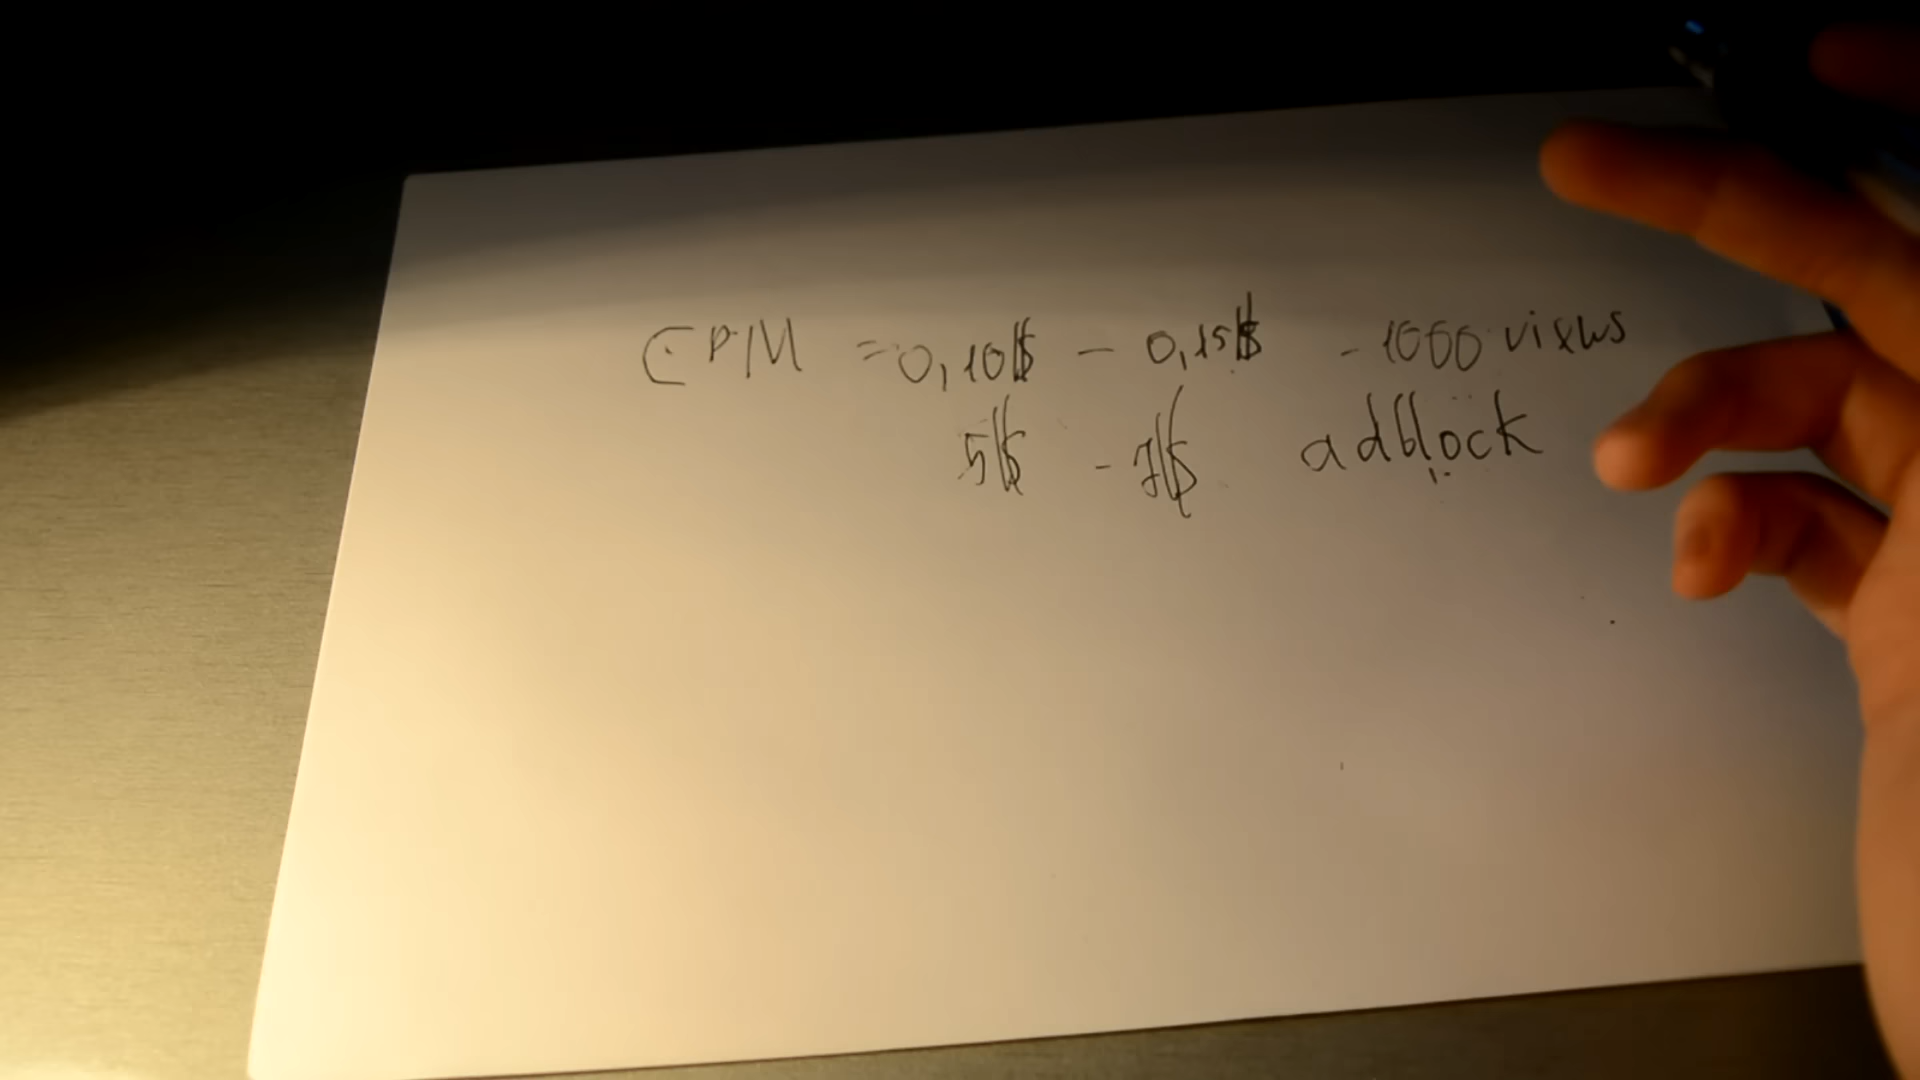 CPM = 0,10$ - 0,15$ - 1000 views
5$ - 7$ adblock